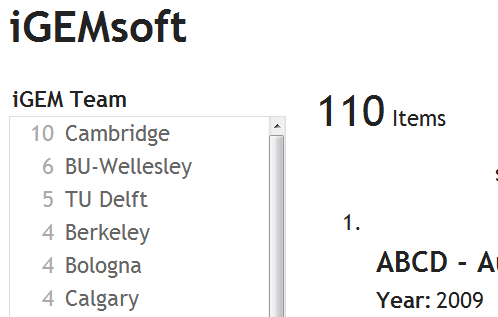 iGEMsoft
iGEM Team
10 Cambridge
6 BU-Wellesley
5 TU Delft
4 Berkeley
4 Bologna
4 Calgary
110 Items
1.
ABCD - A
Year: 2009